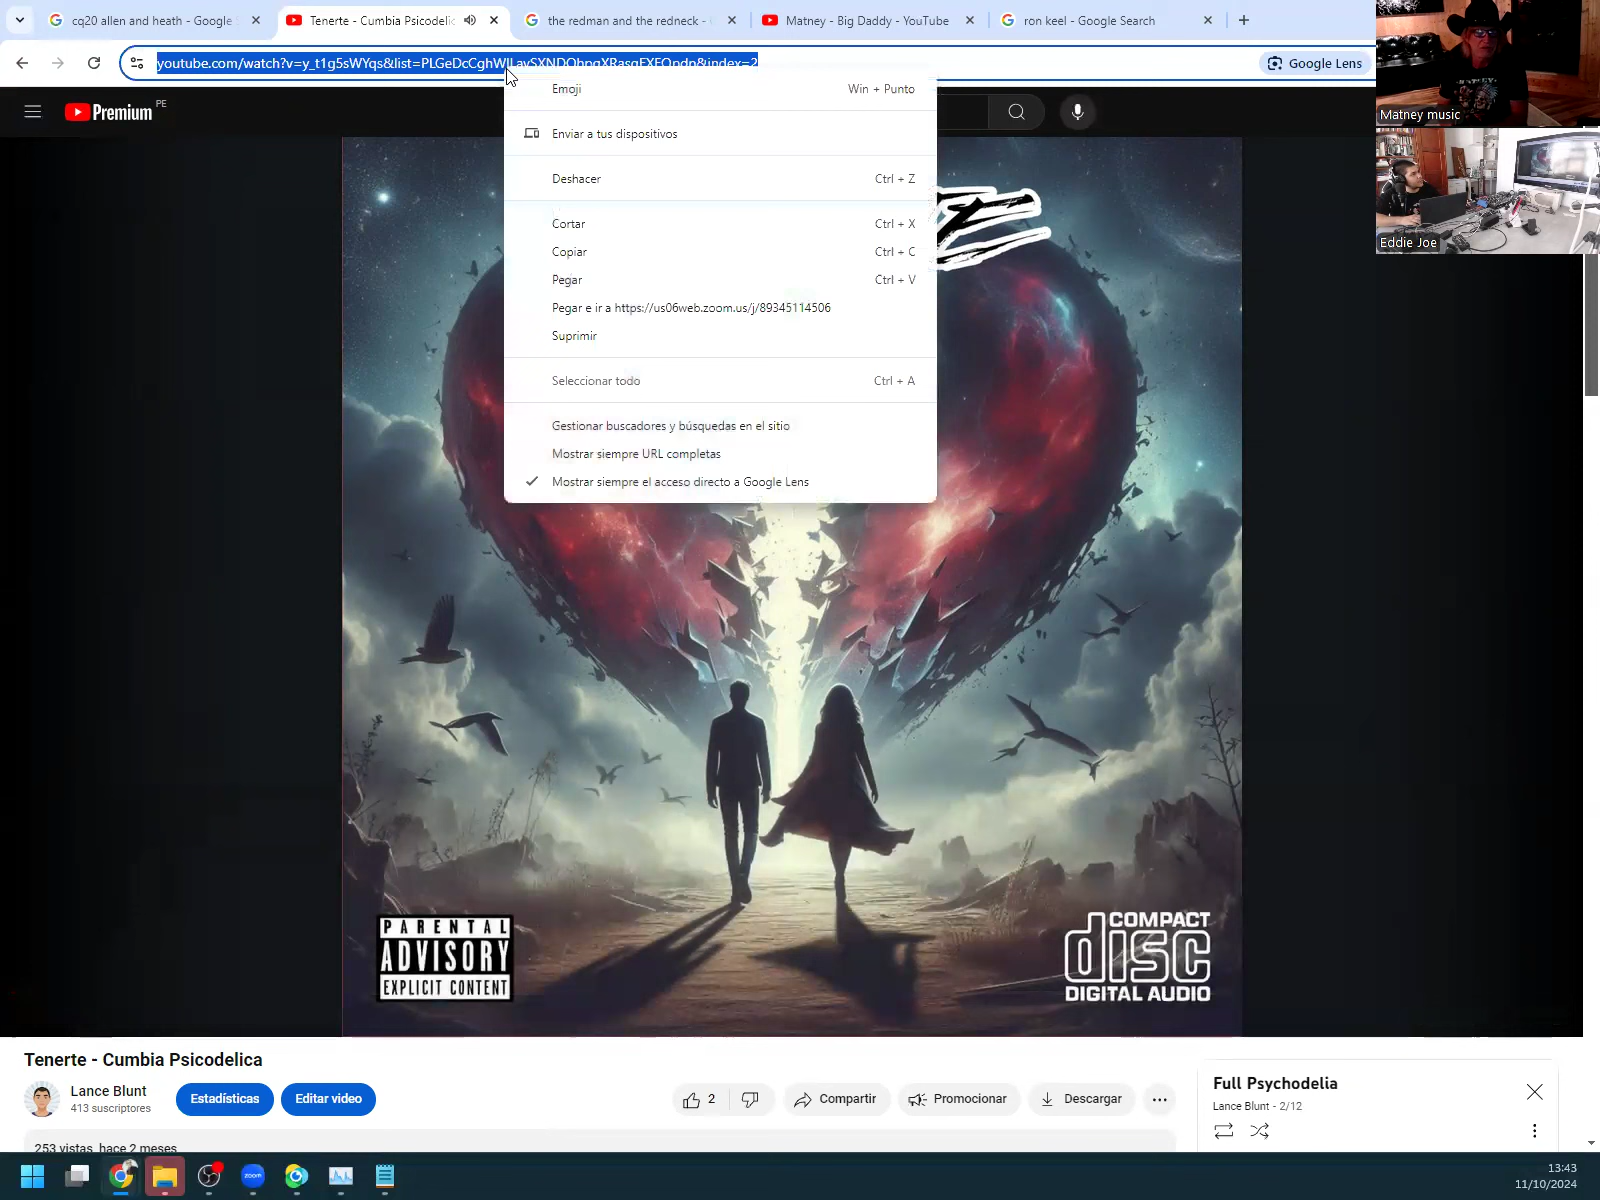 cq20 allen and heath - Google
Tenerte - Cumbia Psicodelic
the redman and the redneck -
Matney - Big Daddy - YouTube
ron keel - Google Search
Google Lens
Matney music
Premium
PE
Emoji Win + Punto
Enviar a tus dispositivos
Deshacer Ctrl + Z
Cortar Ctrl + X
Copiar Ctrl + C
Pegar Ctrl + V
Pegar e ir a https://us06web.zoom.us/j/89345114506
Suprimir
Seleccionar todo Ctrl + A
Gestionar buscadores y búsquedas en el sitio
Mostrar siempre URL completas
Mostrar siempre el acceso directo a Google Lens
Eddie Joe
PARENTAL
ADVISORY
EXPLICIT CONTENT
COMPACT
disc
DIGITAL AUDIO
Tenerte - Cumbia Psicodelica
Lance Blunt
413 suscriptores
Estadísticas
Editar video
2
Compartir
Promocionar
Descargar
Full Psychodelia
Lance Blunt - 2/12
253 vistas hace 2 meses
zoom
13:43
11/10/2024